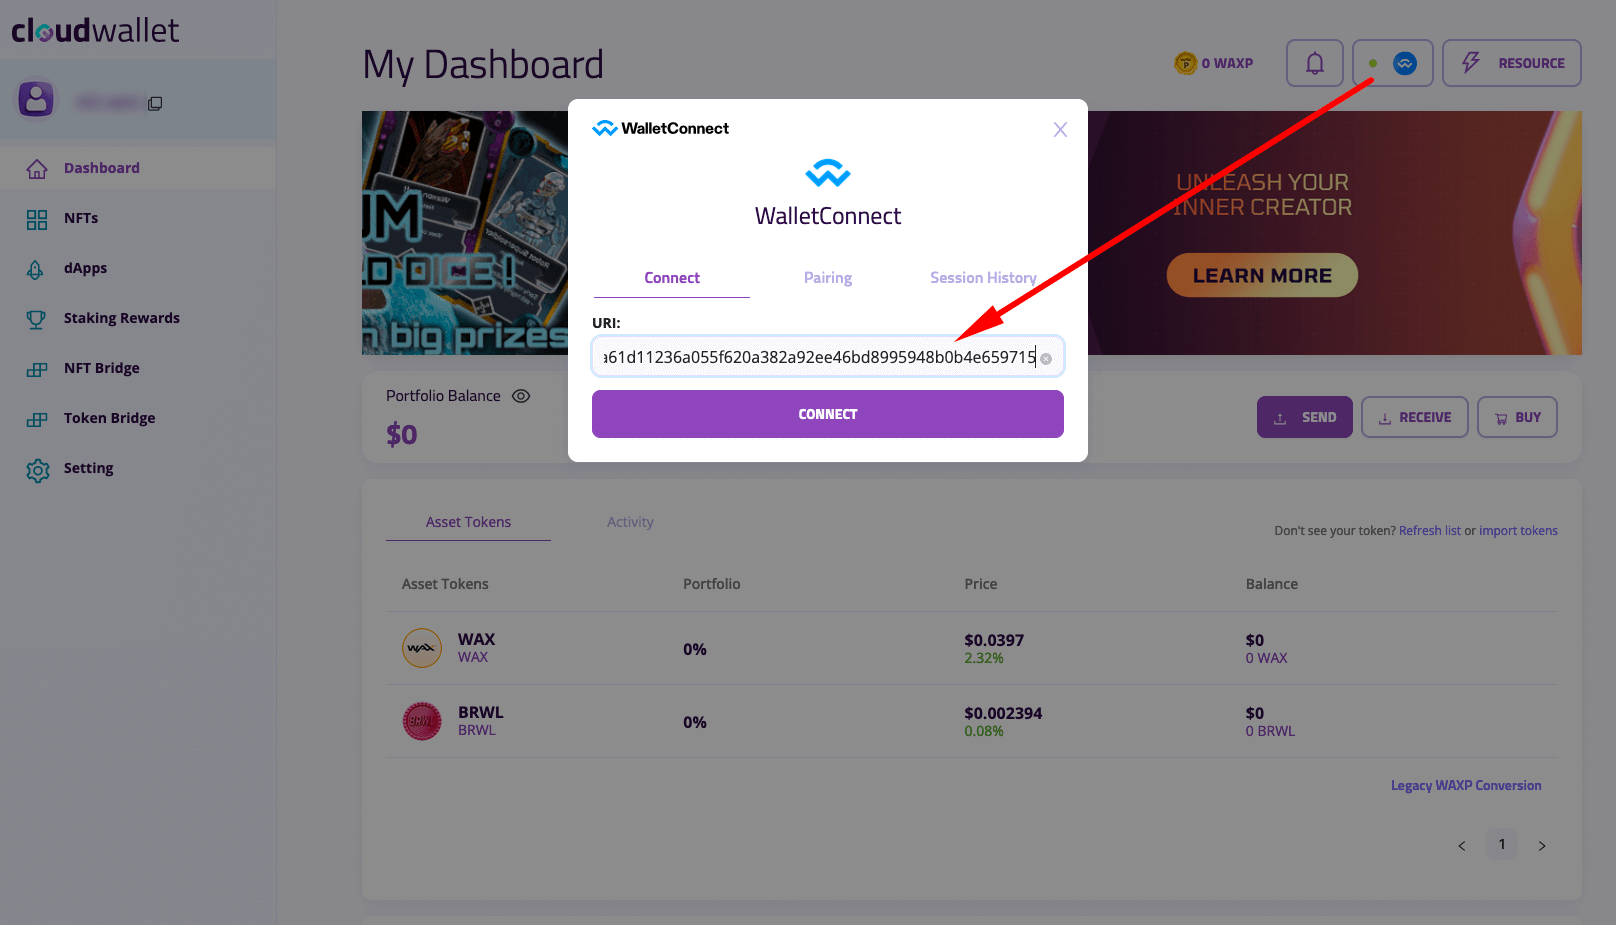 cloudwallet
Dashboard
NFTs
dApps
Staking Rewards
NFT Bridge
Token Bridge
Setting
My Dashboard
0 WAXP
RESOURCE
UM
D DICE !
n big prizes
UNLEASH YOUR
INNER CREATOR
LEARN MORE
WalletConnect
WalletConnect
Connect
Pairing
Session History
URI:
a61d11236a055f620a382a92ee46bd8995948b0b4e659715
CONNECT
Portfolio Balance
$0
SEND
RECEIVE
BUY
Asset Tokens
Activity
Don't see your token? Refresh list or import tokens
Asset Tokens
Portfolio
Price
Balance
WAX
WAX
WAX
0%
$0.0397
2.32%
$0
0 WAX
BRWL
BRWL
BRWL
0%
$0.002394
0.08%
$0
0 BRWL
Legacy WAXP Conversion
< 1 >